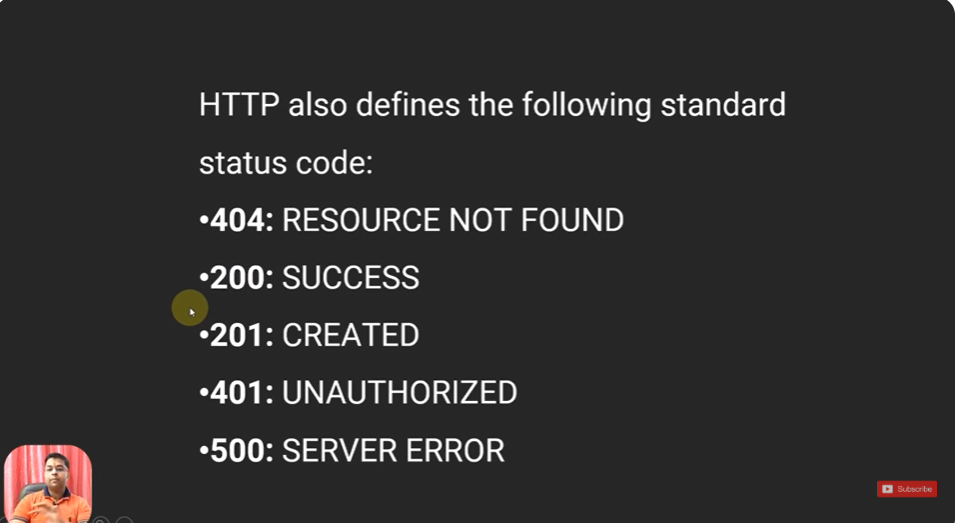 HTTP also defines the following standard
status code:
•404: RESOURCE NOT FOUND
•200: SUCCESS
•201: CREATED
•401: UNAUTHORIZED
•500: SERVER ERROR
Subscribe